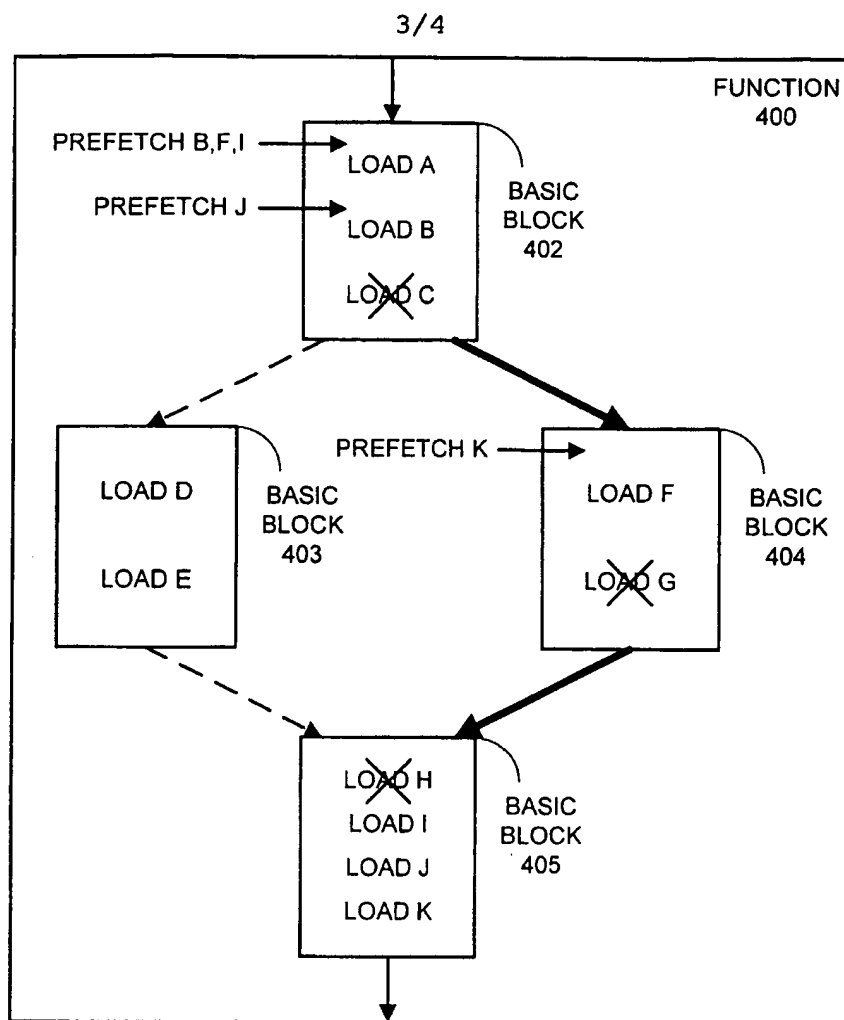 3/4
FUNCTION
400
PREFETCH B,F,I
LOAD A
PREFETCH J
LOAD B
LOAD C
BASIC
BLOCK
402
LOAD D
LOAD E
BASIC
BLOCK
403
PREFETCH K
LOAD F
LOAD G
BASIC
BLOCK
404
LOAD H
LOAD I
LOAD J
LOAD K
BASIC
BLOCK
405